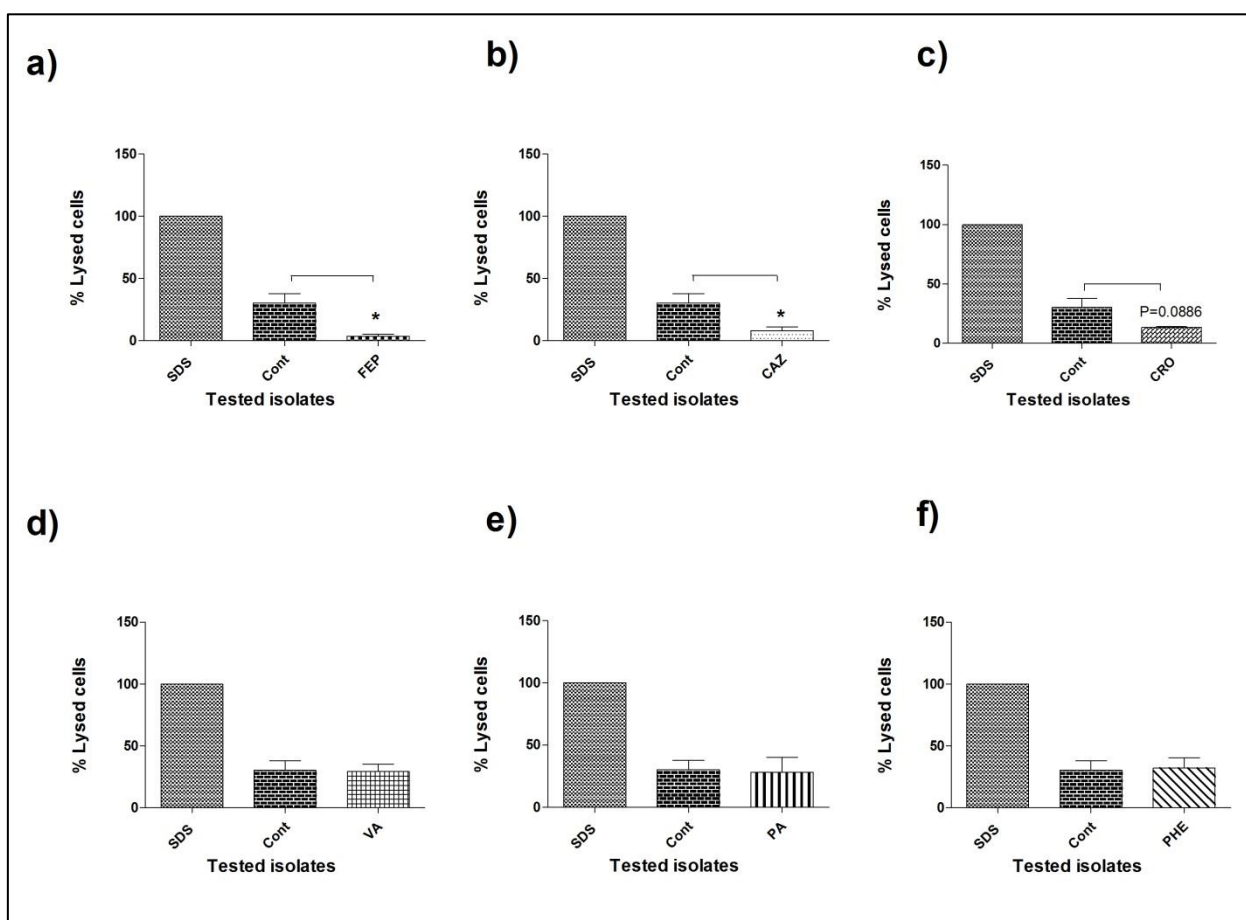 a)
% Lysed cells
150
100
50
0
*
SDS
Cont
FEP
Tested isolates
b)
% Lysed cells
150
100
50
0
*
SDS
Cont
CAZ
Tested isolates
c)
% Lysed cells
150
100
50
0
P=0.0886
SDS
Cont
CRO
Tested isolates
d)
% Lysed cells
150
100
50
0
SDS
Cont
VA
Tested isolates
e)
% Lysed cells
150
100
50
0
SDS
Cont
PA
Tested isolates
f)
% Lysed cells
150
100
50
0
SDS
Cont
PHE
Tested isolates